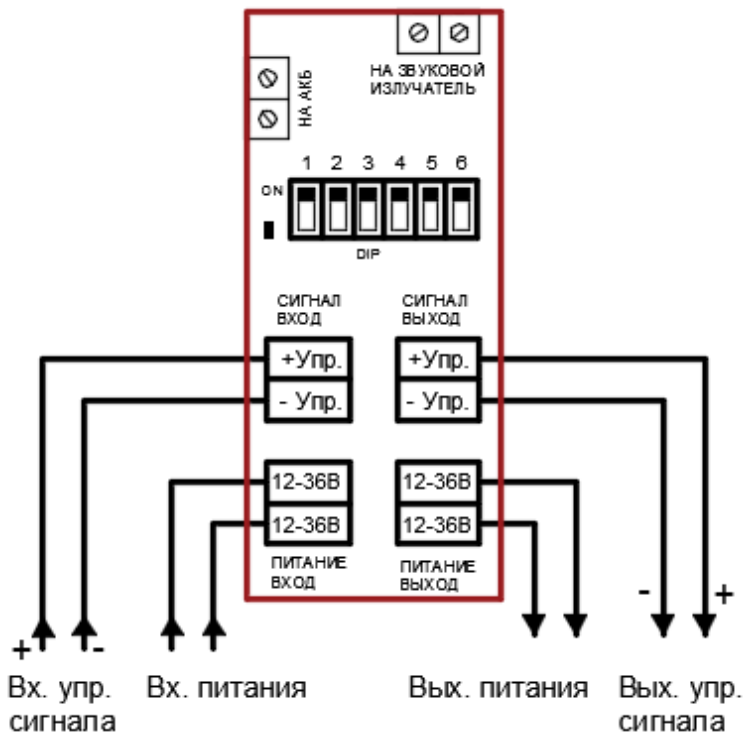 НА ЗВУКОВОЙ
ИЗЛУЧАТЕЛЬ
НА АКБ
1 2 3 4 5 6
ON
DIP
СИГНАЛ
ВХОД
СИГНАЛ
ВЫХОД
+Упр.
- Упр.
+Упр.
- Упр.
12-36В
12-36В
12-36В
12-36В
ПИТАНИЕ
ВХОД
ПИТАНИЕ
ВЫХОД
+ -
- +
Вх. упр.
сигнала
Вх. питания
Вых. питания
Вых. упр.
сигнала